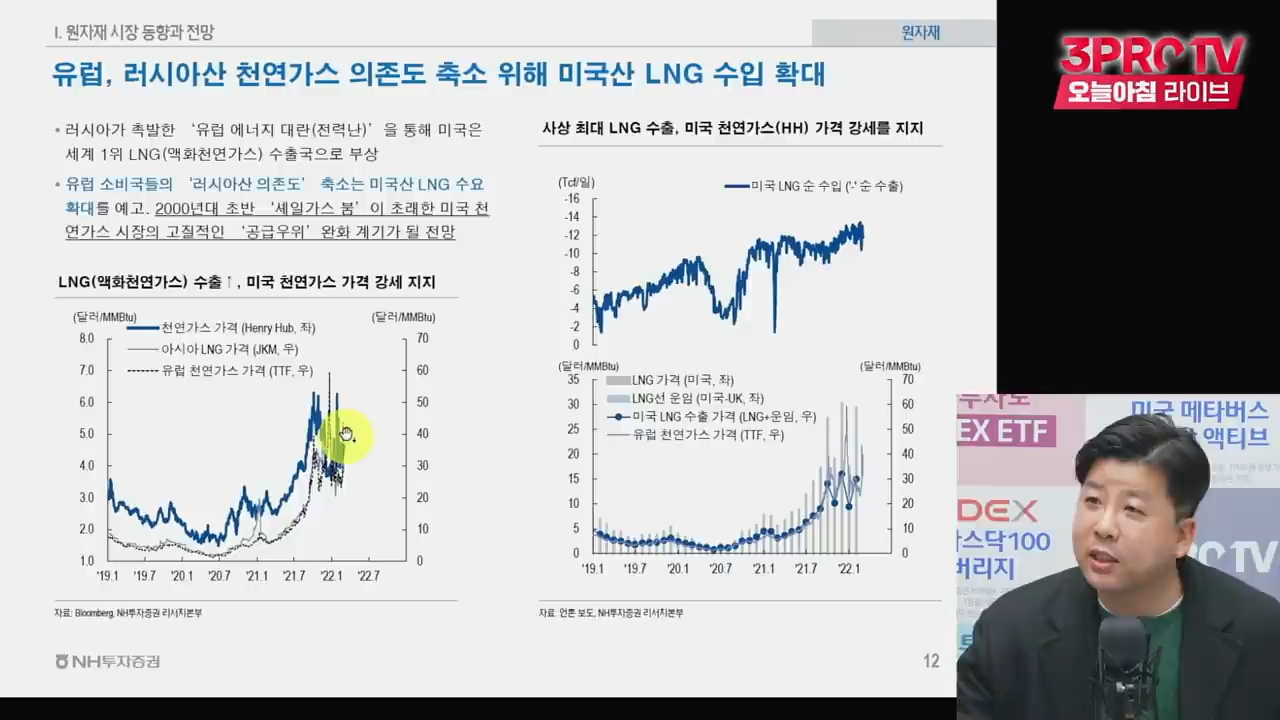 I. 원자재 시장 동향과 전망
원자재
유럽, 러시아산 천연가스 의존도 축소 위해 미국산 LNG 수입 확대
• 러시아가 촉발한 ‘유럽 에너지 대란(전력난)’ 을 통해 미국은
세계 1위 LNG(액화천연가스) 수출국으로 부상
• 유럽 소비국들의 ‘러시아산 의존도’ 축소는 미국산 LNG 수요
확대를 예고. 2000년대 초반 ‘셰일가스 붐’ 이 초래한 미국 천
연가스 시장의 고질적인 ‘공급우위’ 완화 계기가 될 전망
LNG(액화천연가스) 수출↑, 미국 천연가스 가격 강세 지지
(달러/MMBtu)
(달러/MMBtu)
천연가스 가격 (Henry Hub, 좌)
아시아 LNG 가격 (JKM, 우)
유럽 천연가스 가격 (TTF, 우)
8.0
7.0
6.0
5.0
4.0
3.0
2.0
1.0
70
60
50
40
30
20
10
0
'19.1 '19.7 '20.1 '20.7 '21.1 '21.7 '22.1 '22.7
자료: Bloomberg, NH투자증권 리서치본부
사상 최대 LNG 수출, 미국 천연가스(HH) 가격 강세를 지지
(Tcf/일)
미국 LNG 순 수입 ('-' 순 수출)
-16
-14
-12
-10
-8
-6
-4
-2
0
(달러/MMBtu)
(달러/MMBtu)
LNG 가격 (미국, 좌)
LNG선 운임 (미국-UK, 좌)
미국 LNG 수출 가격 (LNG+운임, 우)
유럽 천연가스 가격 (TTF, 우)
35
30
25
20
15
10
5
0
70
60
50
40
30
20
10
0
'19.1 '19.7 '20.1 '20.7 '21.1 '21.7 '22.1
자료: 언론 보도, NH투자증권 리서치본부
NH투자증권
12
3PROTV
오늘아침 라이브
EX ETF
미국 메타버스
액티브
DEX
스닥100
버리지
TV